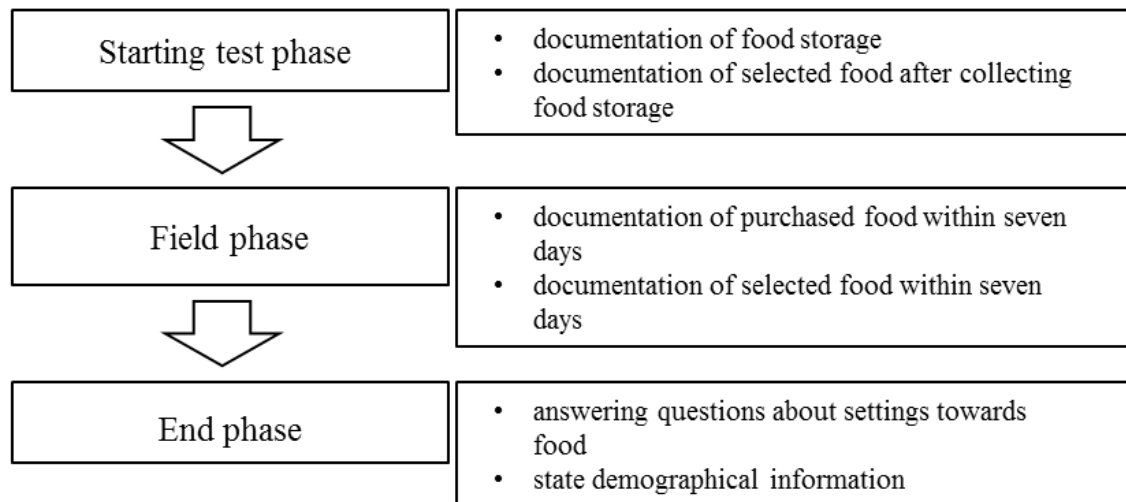 Starting test phase
• documentation of food storage
• documentation of selected food after collecting
food storage
Field phase
• documentation of purchased food within seven
days
• documentation of selected food within seven
days
End phase
• answering questions about settings towards
food
• state demographical information